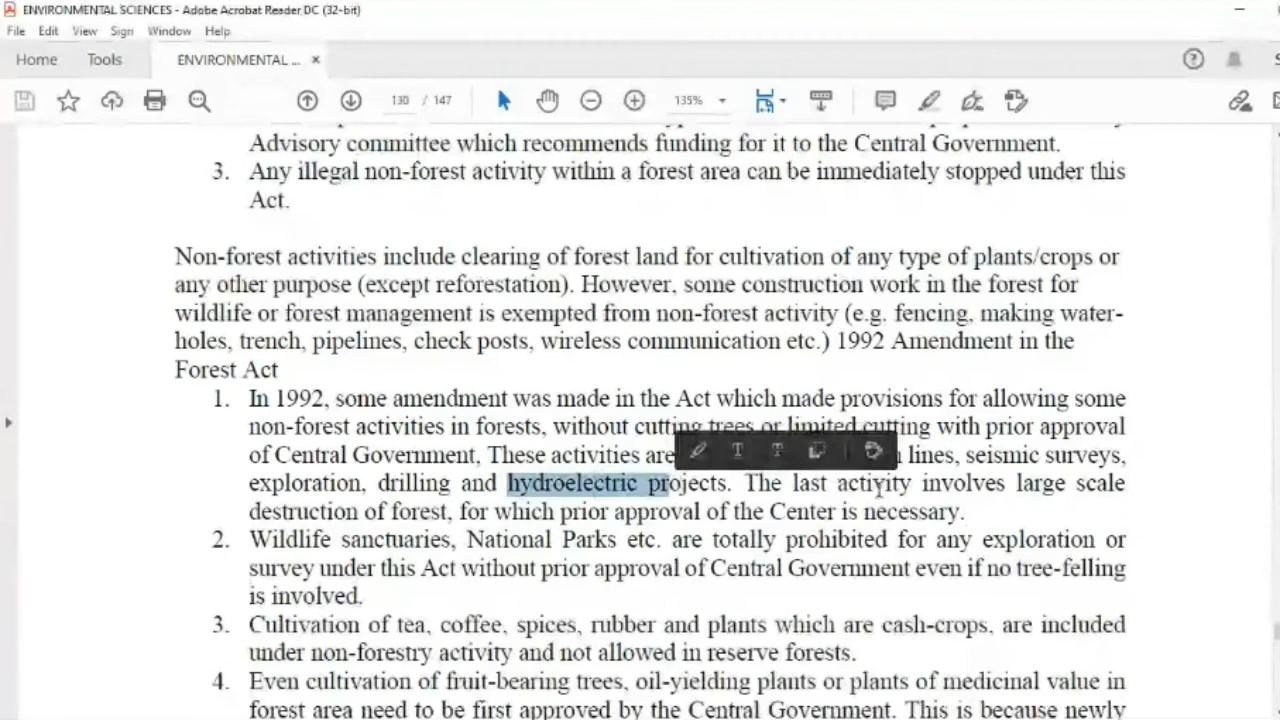 ENVIRONMENTAL SCIENCES - Adobe Acrobat Reader DC (32-bit)
File Edit View Sign Window Help
Home Tools ENVIRONMENTAL ... ×
130 / 147 135%
Advisory committee which recommends funding for it to the Central Government.
3. Any illegal non-forest activity within a forest area can be immediately stopped under this
Act.
Non-forest activities include clearing of forest land for cultivation of any type of plants/crops or
any other purpose (except reforestation). However, some construction work in the forest for
wildlife or forest management is exempted from non-forest activity (e.g. fencing, making water-
holes, trench, pipelines, check posts, wireless communication etc.) 1992 Amendment in the
Forest Act
1. In 1992, some amendment was made in the Act which made provisions for allowing some
non-forest activities in forests, without cutting trees or limited cutting with prior approval
of Central Government, These activities are lines, seismic surveys,
exploration, drilling and hydroelectric projects. The last activity involves large scale
destruction of forest, for which prior approval of the Center is necessary.
2. Wildlife sanctuaries, National Parks etc. are totally prohibited for any exploration or
survey under this Act without prior approval of Central Government even if no tree-felling
is involved.
3. Cultivation of tea, coffee, spices, rubber and plants which are cash-crops, are included
under non-forestry activity and not allowed in reserve forests.
4. Even cultivation of fruit-bearing trees, oil-yielding plants or plants of medicinal value in
forest area need to be first approved by the Central Government. This is because newly